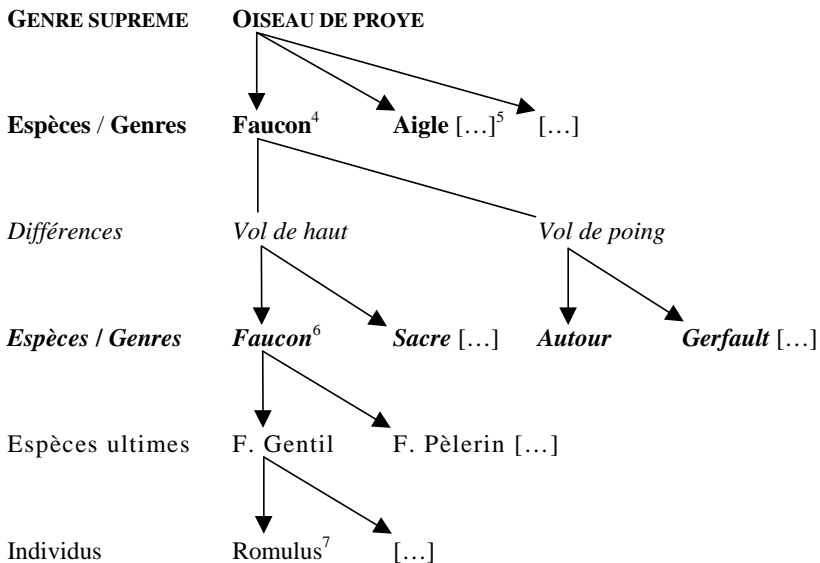 GENRE SUPREME OISEAU DE PROYE
Espèces / Genres Faucon4 Aigle […]5 […]
Différences Vol de haut Vol de poing
Espèces / Genres Faucon6 Sacre […] Autour Gerfault […]
Espèces ultimes F. Gentil F. Pèlerin […]
Individus Romulus7 […]